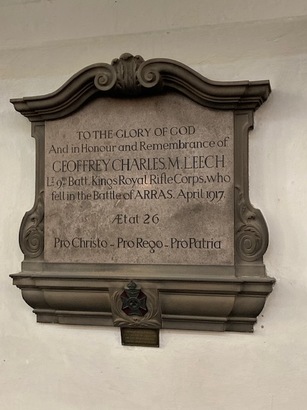 TO THE GLORY OF GOD
And in Honour and Remembrance of
GEOFFREY CHARLES. M. LEECH.
Lt 9th Batt. Kings Royal Rifle Corps. who
fell in the Battle of ARRAS. April 1917.
Ætat 26
Pro Christo - Pro Rege - Pro Patria